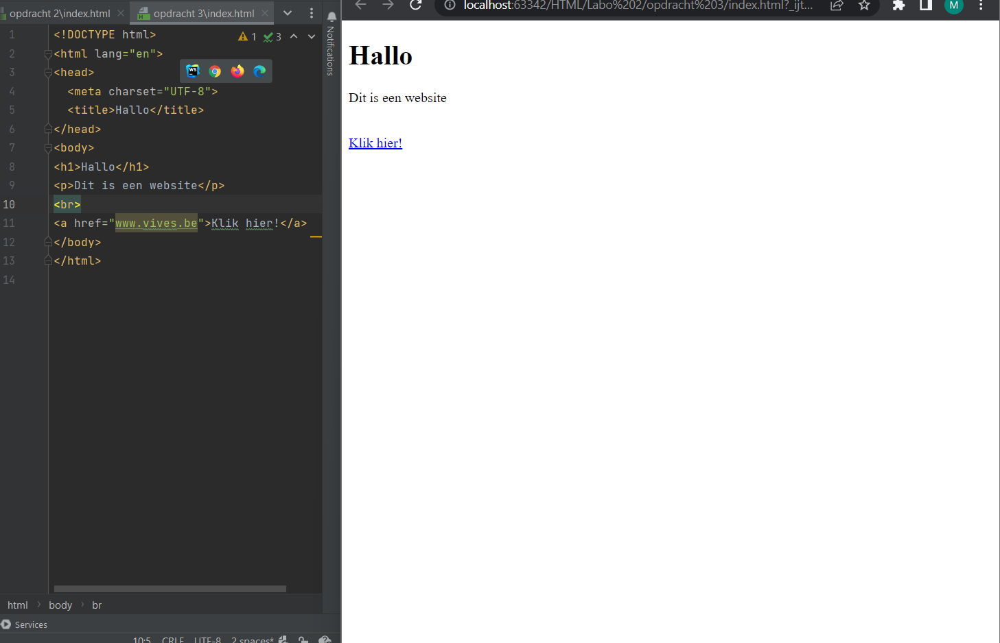 opdracht 2\index.html
opdracht 3\index.html
1 <!DOCTYPE html>
2 <html lang="en">
3 <head>
4 <meta charset="UTF-8">
5 <title>Hallo</title>
6 </head>
7 <body>
8 <h1>Hallo</h1>
9 <p>Dit is een website</p>
10 <br>
11 <a href="www.vives.be">Klik hier!</a>
12 </body>
13 </html>
14
1 3
WS
Notifications
html > body > br
Services
10:5 CRLF UTF-8 2 spaces*
localhost:63342/HTML/Labo%202/opdracht%203/index.html?_ijt...
M
Hallo
Dit is een website
Klik hier!